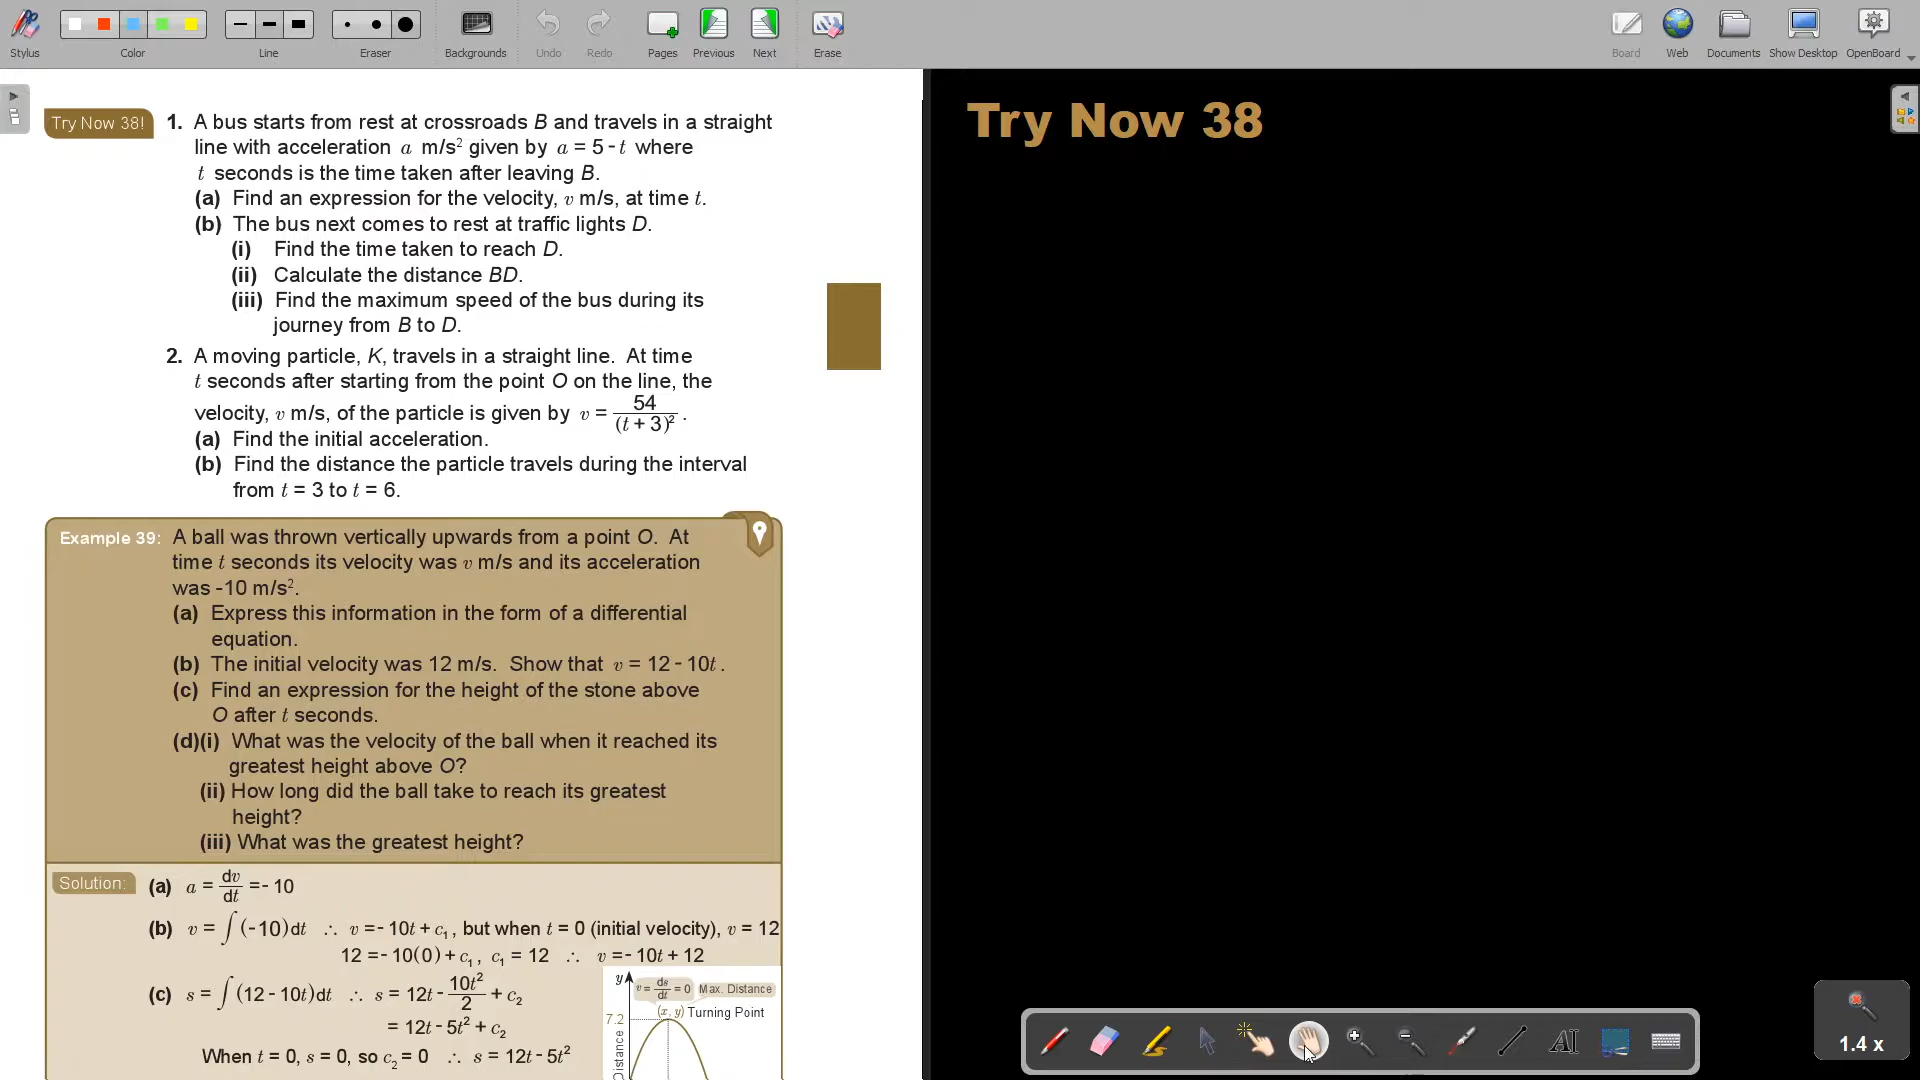 Stylus
Color
Line
Eraser
Backgrounds
Undo
Redo
Pages
Previous
Next
Erase
Board
Web
Documents
Show Desktop
OpenBoard
Try Now 38!
1. A bus starts from rest at crossroads B and travels in a straight
line with acceleration a m/s² given by a = 5 - t where
t seconds is the time taken after leaving B.
(a) Find an expression for the velocity, v m/s, at time t.
(b) The bus next comes to rest at traffic lights D.
(i) Find the time taken to reach D.
(ii) Calculate the distance BD.
(iii) Find the maximum speed of the bus during its
journey from B to D.
2. A moving particle, K, travels in a straight line. At time
t seconds after starting from the point O on the line, the
velocity, v m/s, of the particle is given by v = 54/(t + 3)².
(a) Find the initial acceleration.
(b) Find the distance the particle travels during the interval
from t = 3 to t = 6.
Example 39: A ball was thrown vertically upwards from a point O. At
time t seconds its velocity was v m/s and its acceleration
was -10 m/s².
(a) Express this information in the form of a differential
equation.
(b) The initial velocity was 12 m/s. Show that v = 12 - 10t.
(c) Find an expression for the height of the stone above
O after t seconds.
(d)(i) What was the velocity of the ball when it reached its
greatest height above O?
(ii) How long did the ball take to reach its greatest
height?
(iii) What was the greatest height?
Solution:
(a) a = dv/dt = - 10
(b) v = ∫(-10)dt ∴ v = - 10t + c₁, but when t = 0 (initial velocity), v = 12
12 = - 10(0) + c₁, c₁ = 12 ∴ v = - 10t + 12
(c) s = ∫(12 - 10t)dt ∴ s = 12t - 10t²/2 + c₂
= 12t - 5t² + c₂
When t = 0, s = 0, so c₂ = 0 ∴ s = 12t - 5t²
y
v = ds/dt = 0
Max. Distance
(x, y) Turning Point
7.2
Distance
Try Now 38
AI
1.4 x